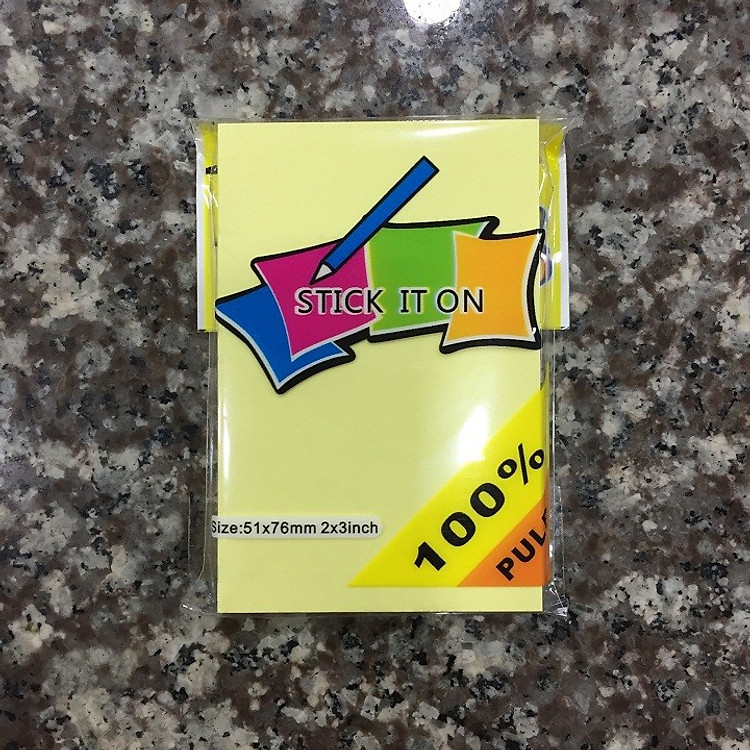 STICK IT ON
100%
Size:51x76mm 2x3inch